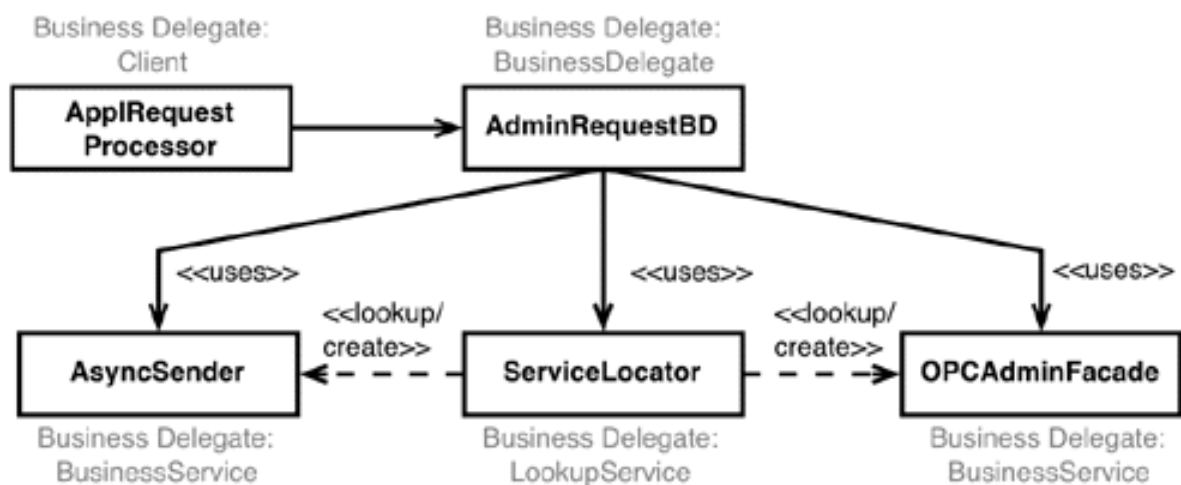 Business Delegate:
Client
Business Delegate:
BusinessDelegate
ApplRequest
Processor
AdminRequestBD
<<uses>>
<<uses>>
<<uses>>
<<lookup/
create>>
<<lookup/
create>>
AsyncSender
ServiceLocator
OPCAdminFacade
Business Delegate:
BusinessService
Business Delegate:
LookupService
Business Delegate:
BusinessService